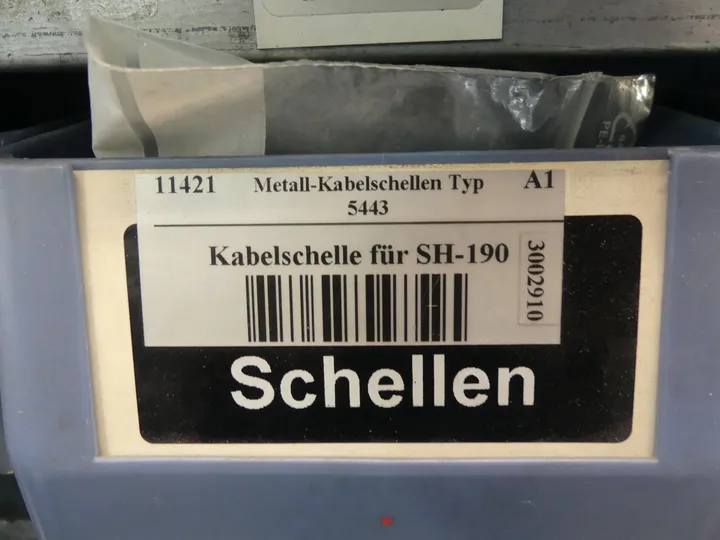 11421 Metall-Kabelschellen Typ A1
5443
Kabelschelle für SH-190
3002910
Schellen